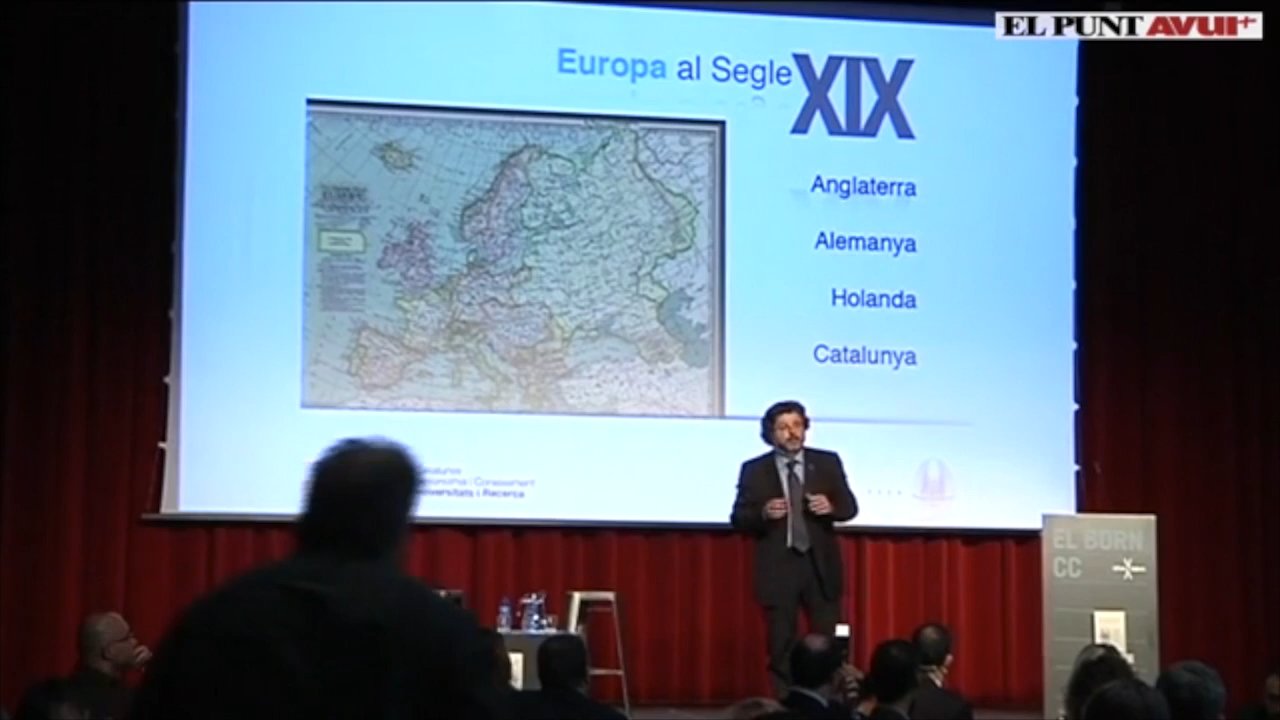 EL PUNT AVUI+
Europa al Segle XIX
Anglaterra
Alemanya
Holanda
Catalunya
Universitats i Recerca
EL BORN
CC